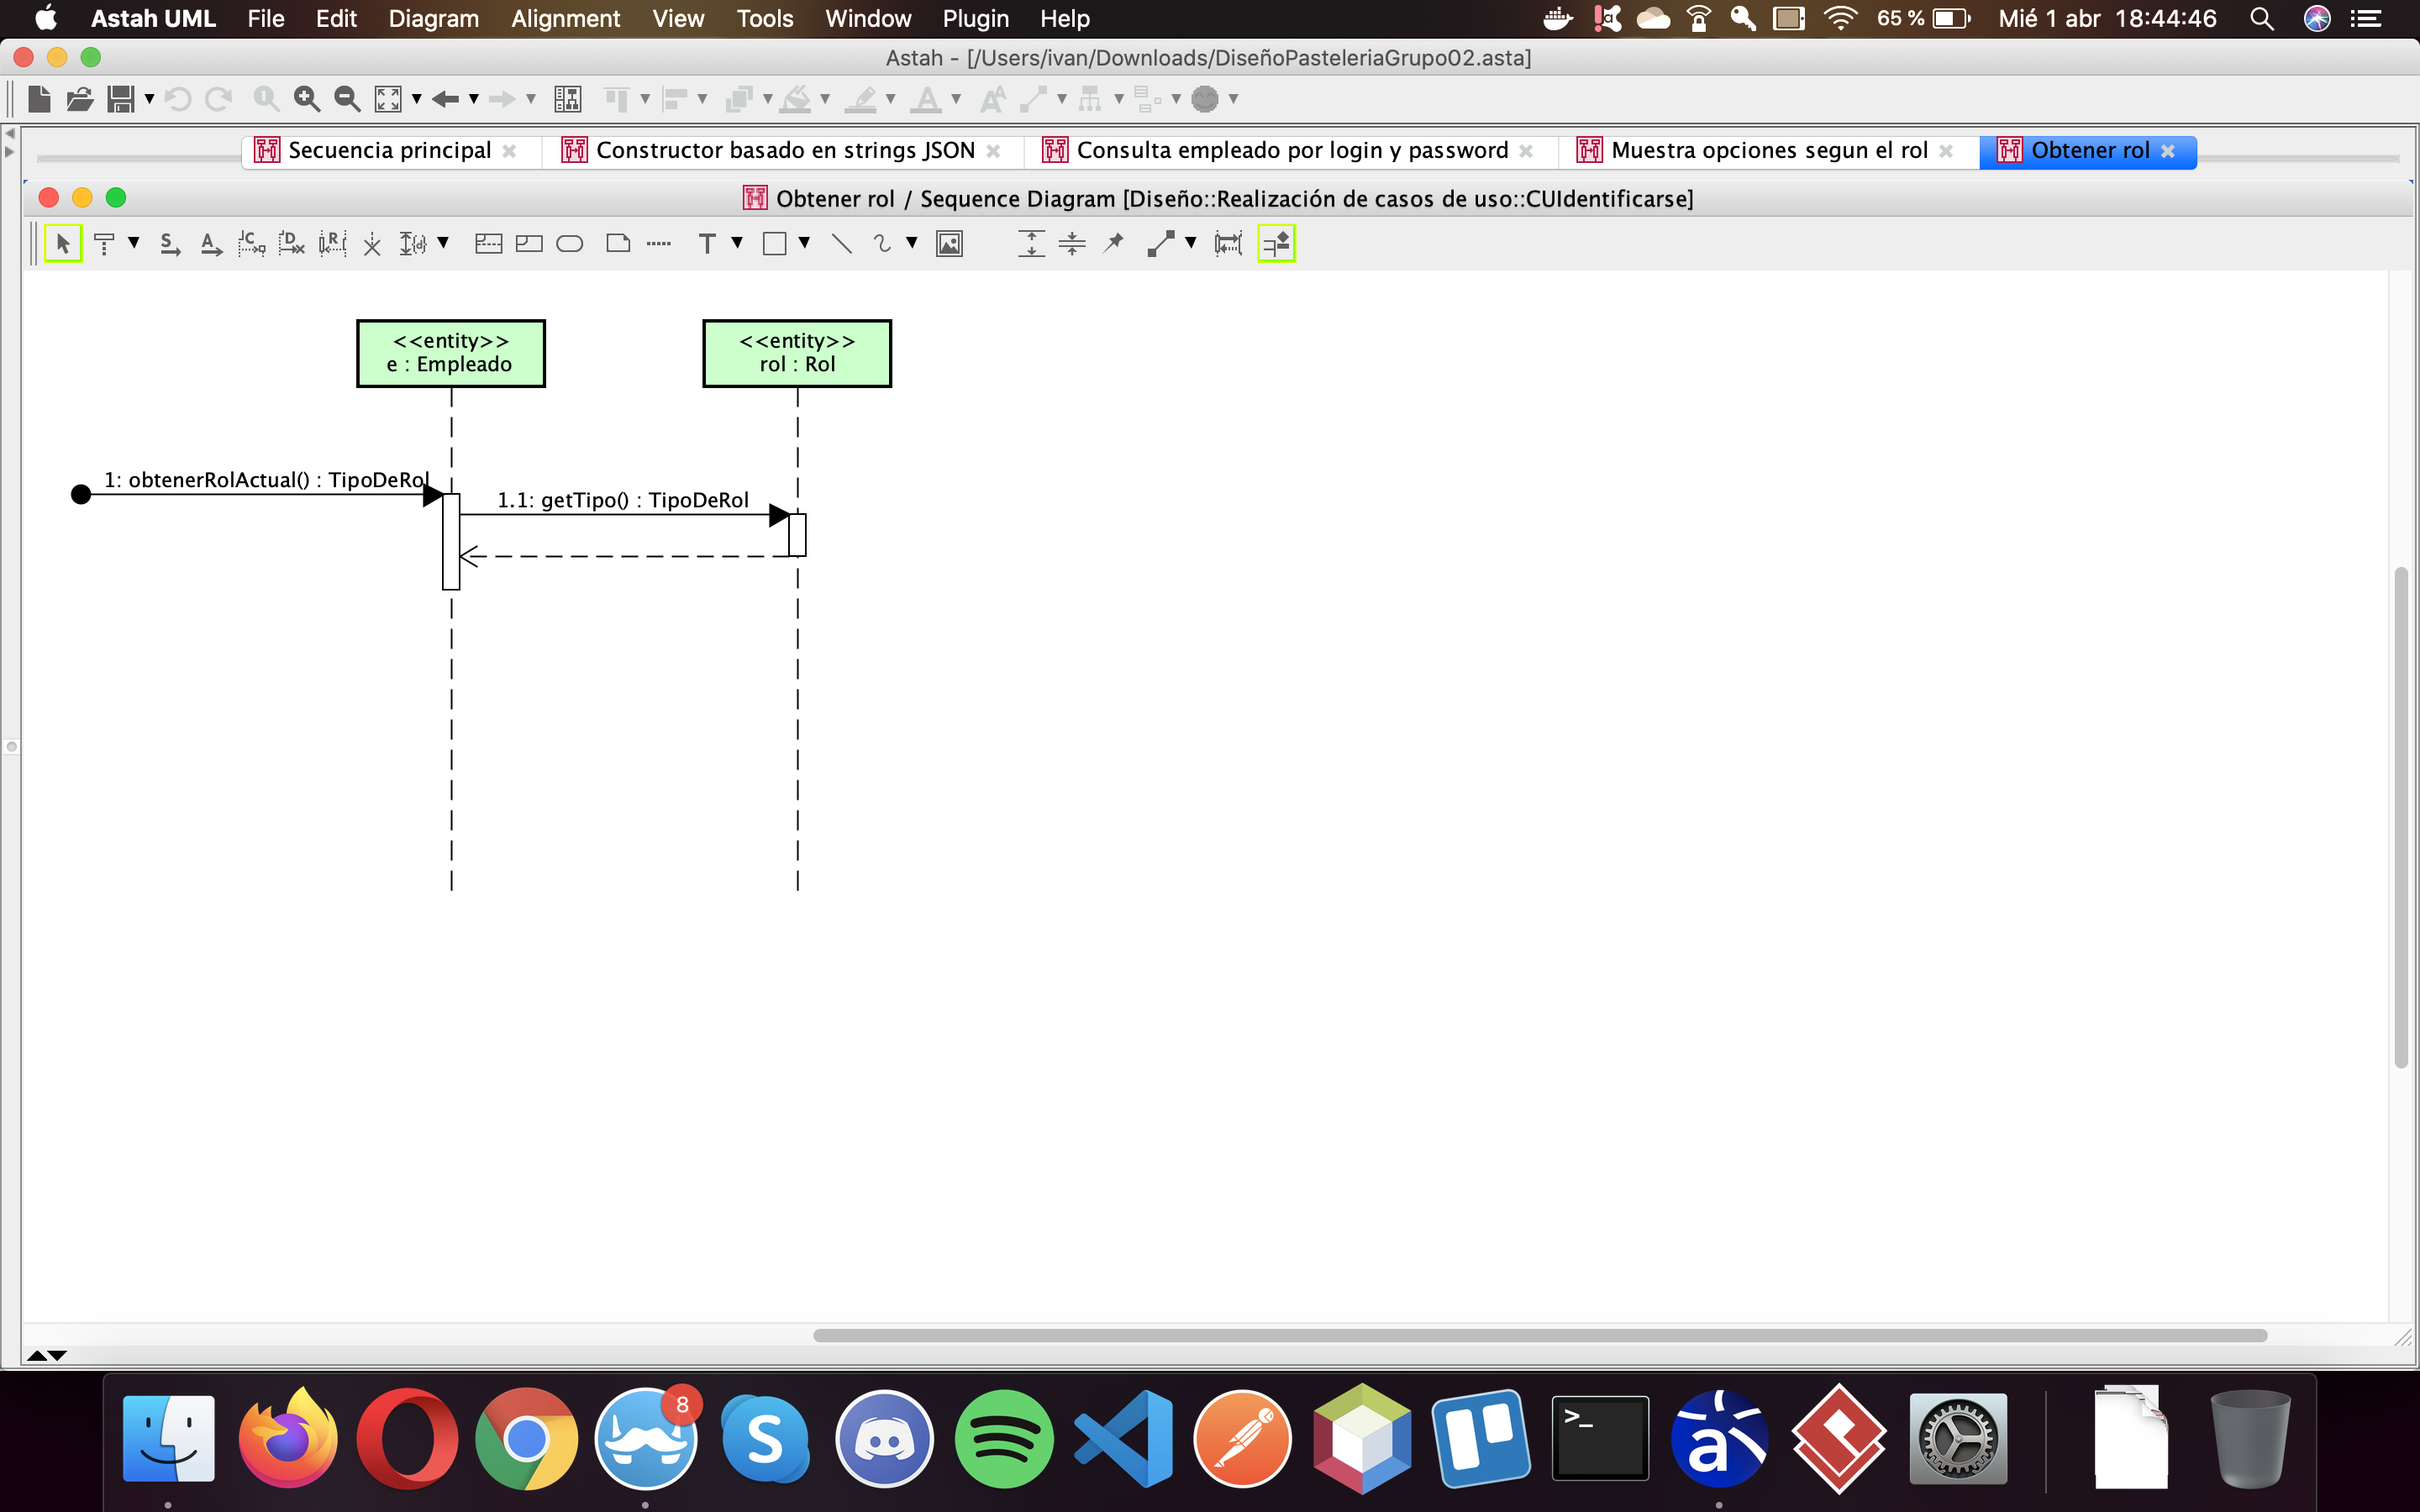 Astah UML File Edit Diagram Alignment View Tools Window Plugin Help 65 % Mié 1 abr 18:44:46
Astah - [/Users/ivan/Downloads/DiseñoPasteleriaGrupo02.asta]
Secuencia principal Constructor basado en strings JSON Consulta empleado por login y password Muestra opciones segun el rol Obtener rol
Obtener rol / Sequence Diagram [Diseño::Realización de casos de uso::CUIdentificarse]
<<entity>>
e : Empleado
<<entity>>
rol : Rol
1: obtenerRolActual() : TipoDeRol
1.1: getTipo() : TipoDeRol
8